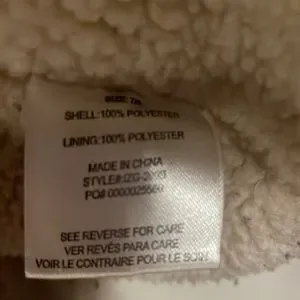 SHELL:100% POLYESTER
LINING:100% POLYESTER
MADE IN CHINA
SEE REVERSE FOR CARE
VER REVÉS PARA CARE
VOIR LE CONTRAIRE POUR LE SOIN